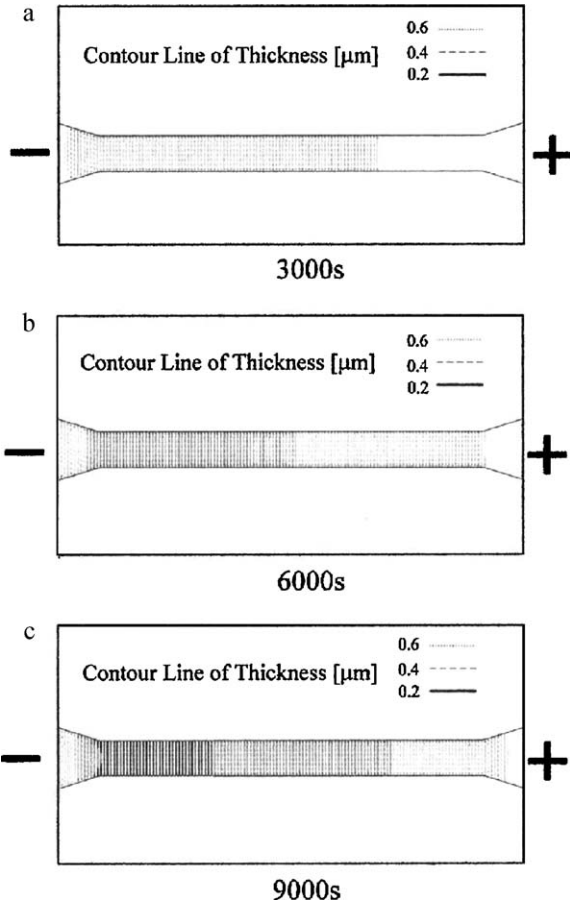 a
Contour Line of Thickness [μm]
0.6
0.4
0.2
− +
3000s
b
Contour Line of Thickness [μm]
0.6
0.4
0.2
− +
6000s
c
Contour Line of Thickness [μm]
0.6
0.4
0.2
− +
9000s